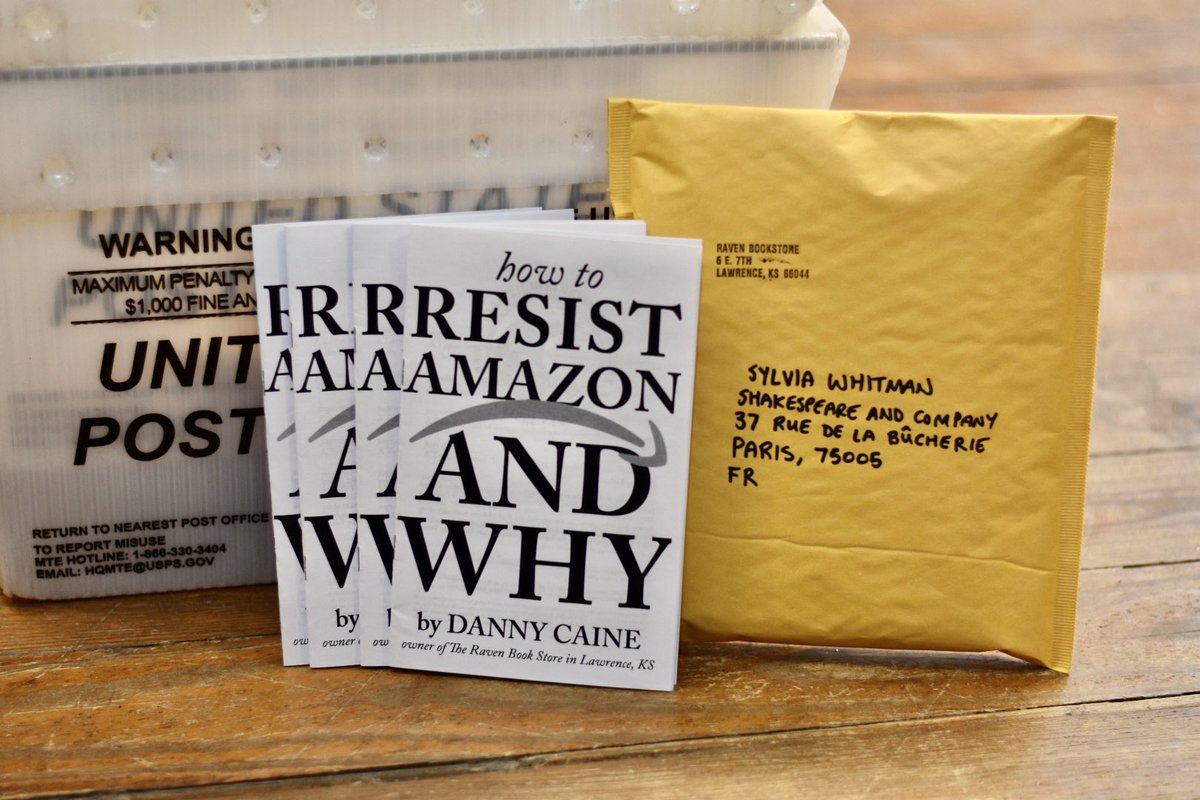 UNITED STATE
WARNING
MAXIMUM PENALTY
$1,000 FINE AN
UNIT
POST
RETURN TO NEAREST POST OFFICE
TO REPORT MISUSE
MTE HOTLINE: 1-866-330-3404
EMAIL: HQMTE@USPS.GOV
how to
RESIST
AMAZON
AND
WHY
by DANNY CAINE
owner of The Raven Book Store in Lawrence, KS
RAVEN BOOKSTORE
6 E. 7TH
LAWRENCE, KS 66044
SYLVIA WHITMAN
SHAKESPEARE AND COMPANY
37 RUE DE LA BÛCHERIE
PARIS, 75005
FR